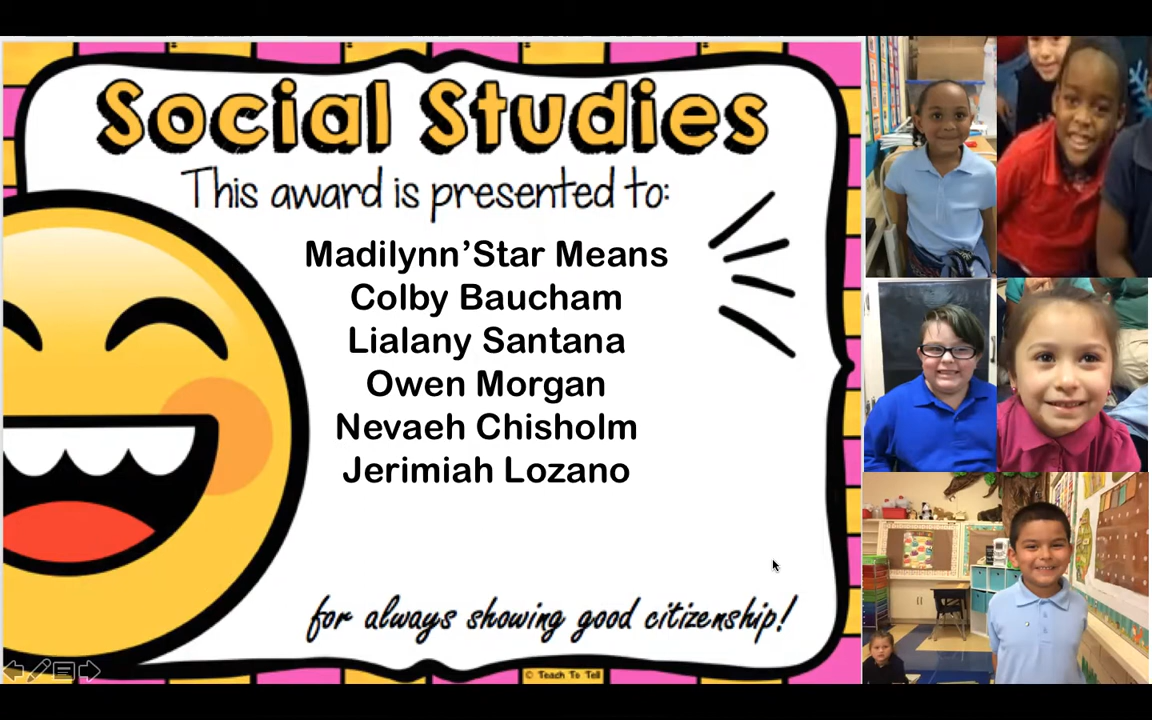 Social Studies
This award is presented to:
Madilynn’Star Means
Colby Baucham
Lialany Santana
Owen Morgan
Nevaeh Chisholm
Jerimiah Lozano
for always showing good citizenship!
© Teach To Tell